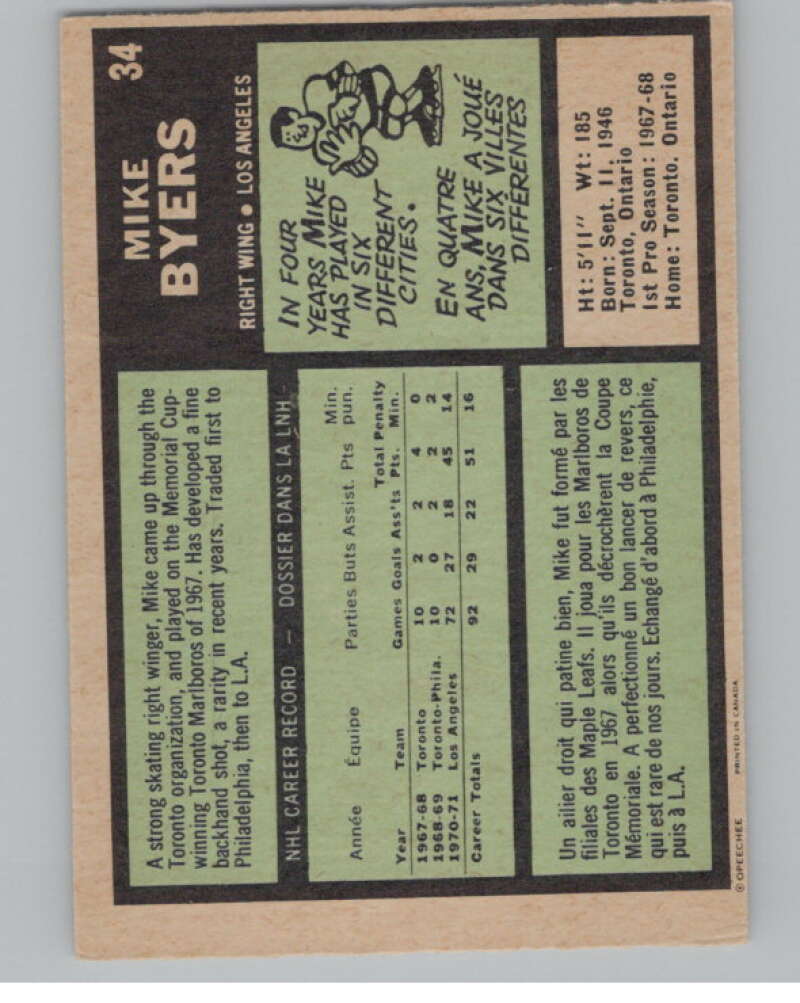 34
MIKE
BYERS
RIGHT WING • LOS ANGELES
A strong skating right winger, Mike came up through the
Toronto organization, and played on the Memorial Cup-
winning Toronto Marlboros of 1967. Has developed a fine
backhand shot, a rarity in recent years. Traded first to
Philadelphia, then to L.A.
IN FOUR
YEARS MIKE
HAS PLAYED
IN SIX
DIFFERENT
CITIES.
EN QUATRE
ANS, MIKE A JOUÉ
DANS SIX VILLES
DIFFÉRENTES
NHL CAREER RECORD — DOSSIER DANS LA LNH
Min.
Année Équipe Parties Buts Assist. Pts pun.
Total Penalty
Year Team Games Goals Ass'ts Pts. Min.
1967-68 Toronto 10 2 2 4 0
1968-69 Toronto-Phila. 10 0 2 2 2
1970-71 Los Angeles 72 27 18 45 14
Career Totals 92 29 22 51 16
Ht: 5'11" Wt: 185
Born: Sept. 11, 1946
Toronto, Ontario
1st Pro Season: 1967-68
Home: Toronto, Ontario
Un ailier droit qui patine bien, Mike fut formé par les
filiales des Maple Leafs. Il joua pour les Marlboros de
Toronto en 1967 alors qu'ils décrochèrent la Coupe
Mémoriale. A perfectionné un bon lancer de revers, ce
qui est rare de nos jours. Echangé d'abord à Philadelphie,
puis à L.A.
© OPEECHEE PRINTED IN CANADA